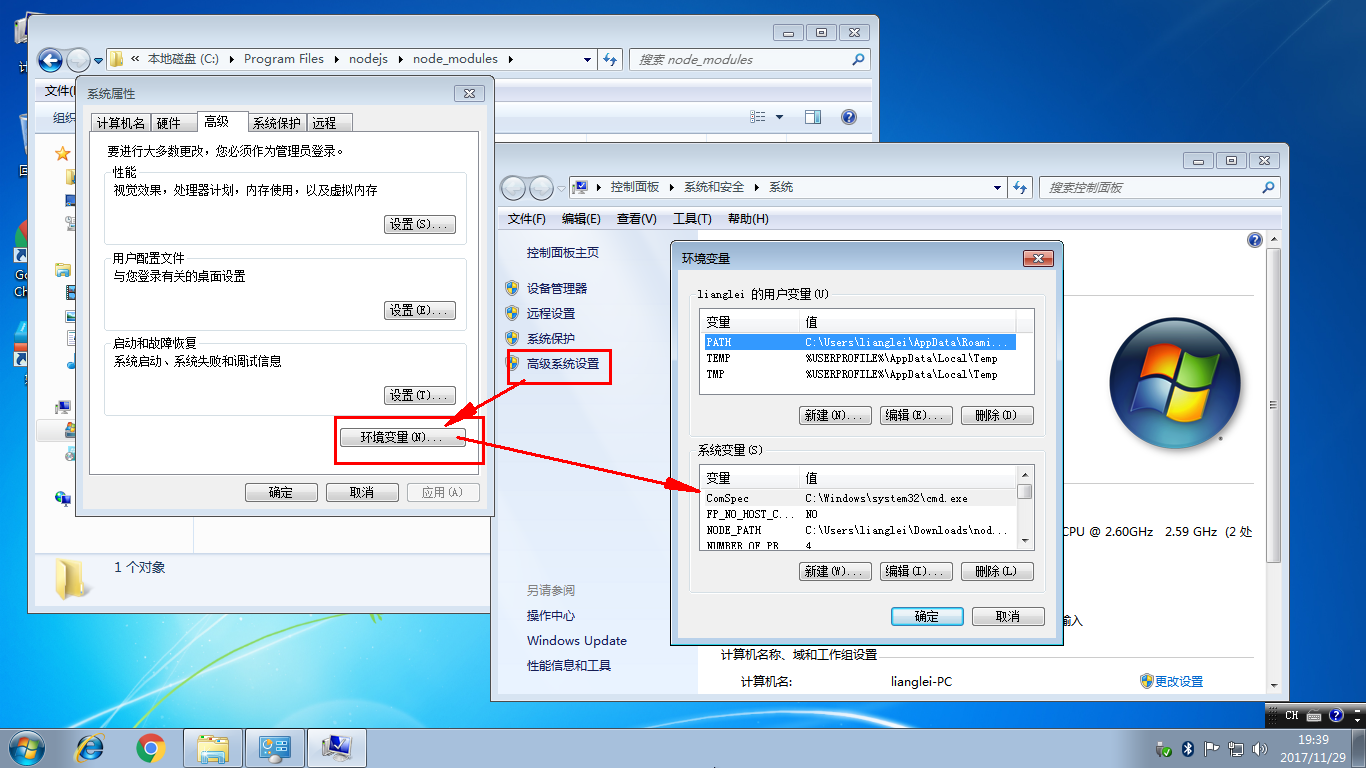 « 本地磁盘 (C:) ▸ Program Files ▸ nodejs ▸ node_modules ▸
搜索 node_modules
系统属性
计算机名 硬件 高级 系统保护 远程
要进行大多数更改，您必须作为管理员登录。
性能
视觉效果，处理器计划，内存使用，以及虚拟内存
设置(S)...
用户配置文件
与您登录有关的桌面设置
设置(E)...
启动和故障恢复
系统启动、系统失败和调试信息
设置(T)...
环境变量(N)...
确定 取消 应用(A)
1 个对象
控制面板 ▸ 系统和安全 ▸ 系统
搜索控制面板
文件(F) 编辑(E) 查看(V) 工具(T) 帮助(H)
控制面板主页
设备管理器
远程设置
系统保护
高级系统设置
另请参阅
操作中心
Windows Update
性能信息和工具
环境变量
lianglei 的用户变量(U)
变量 值
PATH C:\Users\lianglei\AppData\Roami...
TEMP %USERPROFILE%\AppData\Local\Temp
TMP %USERPROFILE%\AppData\Local\Temp
新建(N)... 编辑(E)... 删除(D)
系统变量(S)
变量 值
ComSpec C:\Windows\system32\cmd.exe
FP_NO_HOST_C... NO
NODE_PATH C:\Users\lianglei\Downloads\nod...
NUMBER_OF_PR 4
新建(W)... 编辑(I)... 删除(L)
确定 取消
CPU @ 2.60GHz 2.59 GHz (2 处
输入
计算机名称、域和工作组设置
计算机名: lianglei-PC
更改设置
CH
19:39
2017/11/29